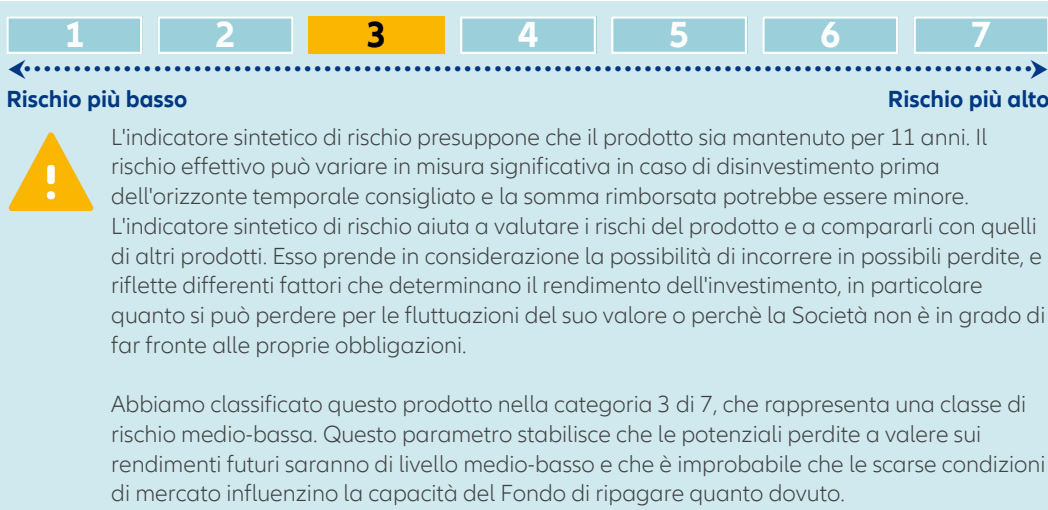 1 2 3 4 5 6 7
Rischio più basso Rischio più alto
L'indicatore sintetico di rischio presuppone che il prodotto sia mantenuto per 11 anni. Il
rischio effettivo può variare in misura significativa in caso di disinvestimento prima
dell'orizzonte temporale consigliato e la somma rimborsata potrebbe essere minore.
L'indicatore sintetico di rischio aiuta a valutare i rischi del prodotto e a compararli con quelli
di altri prodotti. Esso prende in considerazione la possibilità di incorrere in possibili perdite, e
riflette differenti fattori che determinano il rendimento dell'investimento, in particolare
quanto si può perdere per le fluttuazioni del suo valore o perchè la Società non è in grado di
far fronte alle proprie obbligazioni.
Abbiamo classificato questo prodotto nella categoria 3 di 7, che rappresenta una classe di
rischio medio-bassa. Questo parametro stabilisce che le potenziali perdite a valere sui
rendimenti futuri saranno di livello medio-basso e che è improbabile che le scarse condizioni
di mercato influenzino la capacità del Fondo di ripagare quanto dovuto.